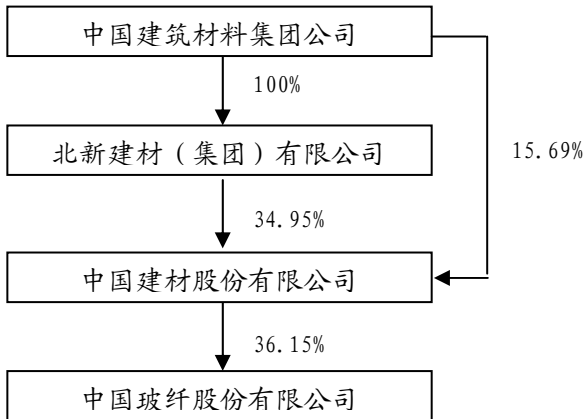 中国建筑材料集团公司
100%
北新建材（集团）有限公司
15.69%
34.95%
中国建材股份有限公司
36.15%
中国玻纤股份有限公司